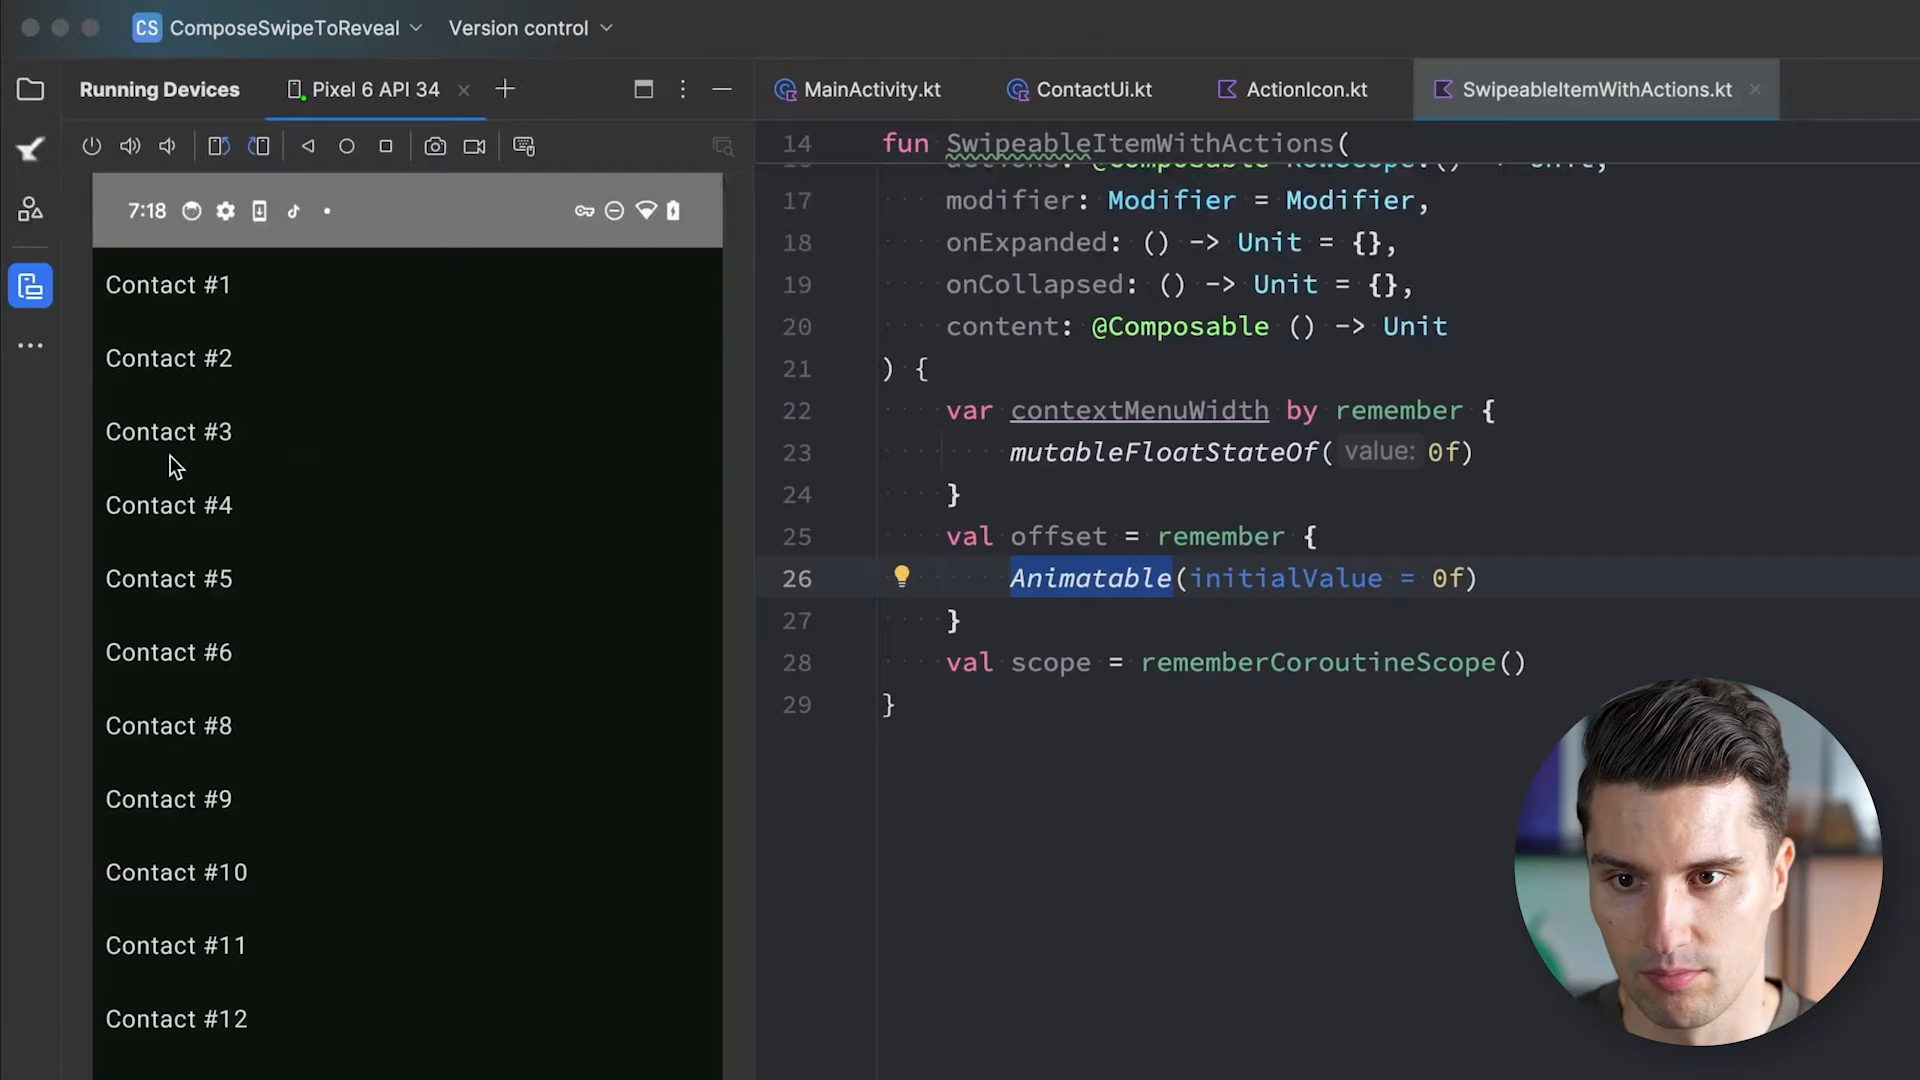 CS ComposeSwipeToReveal Version control
Running Devices Pixel 6 API 34
MainActivity.kt ContactUi.kt ActionIcon.kt SwipeableItemWithActions.kt
7:18
Contact #1
Contact #2
Contact #3
Contact #4
Contact #5
Contact #6
Contact #8
Contact #9
Contact #10
Contact #11
Contact #12
14 fun SwipeableItemWithActions(
actions: @Composable RowScope.() -> Unit,
17 modifier: Modifier = Modifier,
18 onExpanded: () -> Unit = {},
19 onCollapsed: () -> Unit = {},
20 content: @Composable () -> Unit
21 ) {
22 var contextMenuWidth by remember {
23 mutableFloatStateOf( value: 0f)
24 }
25 val offset = remember {
26 Animatable(initialValue = 0f)
27 }
28 val scope = rememberCoroutineScope()
29 }